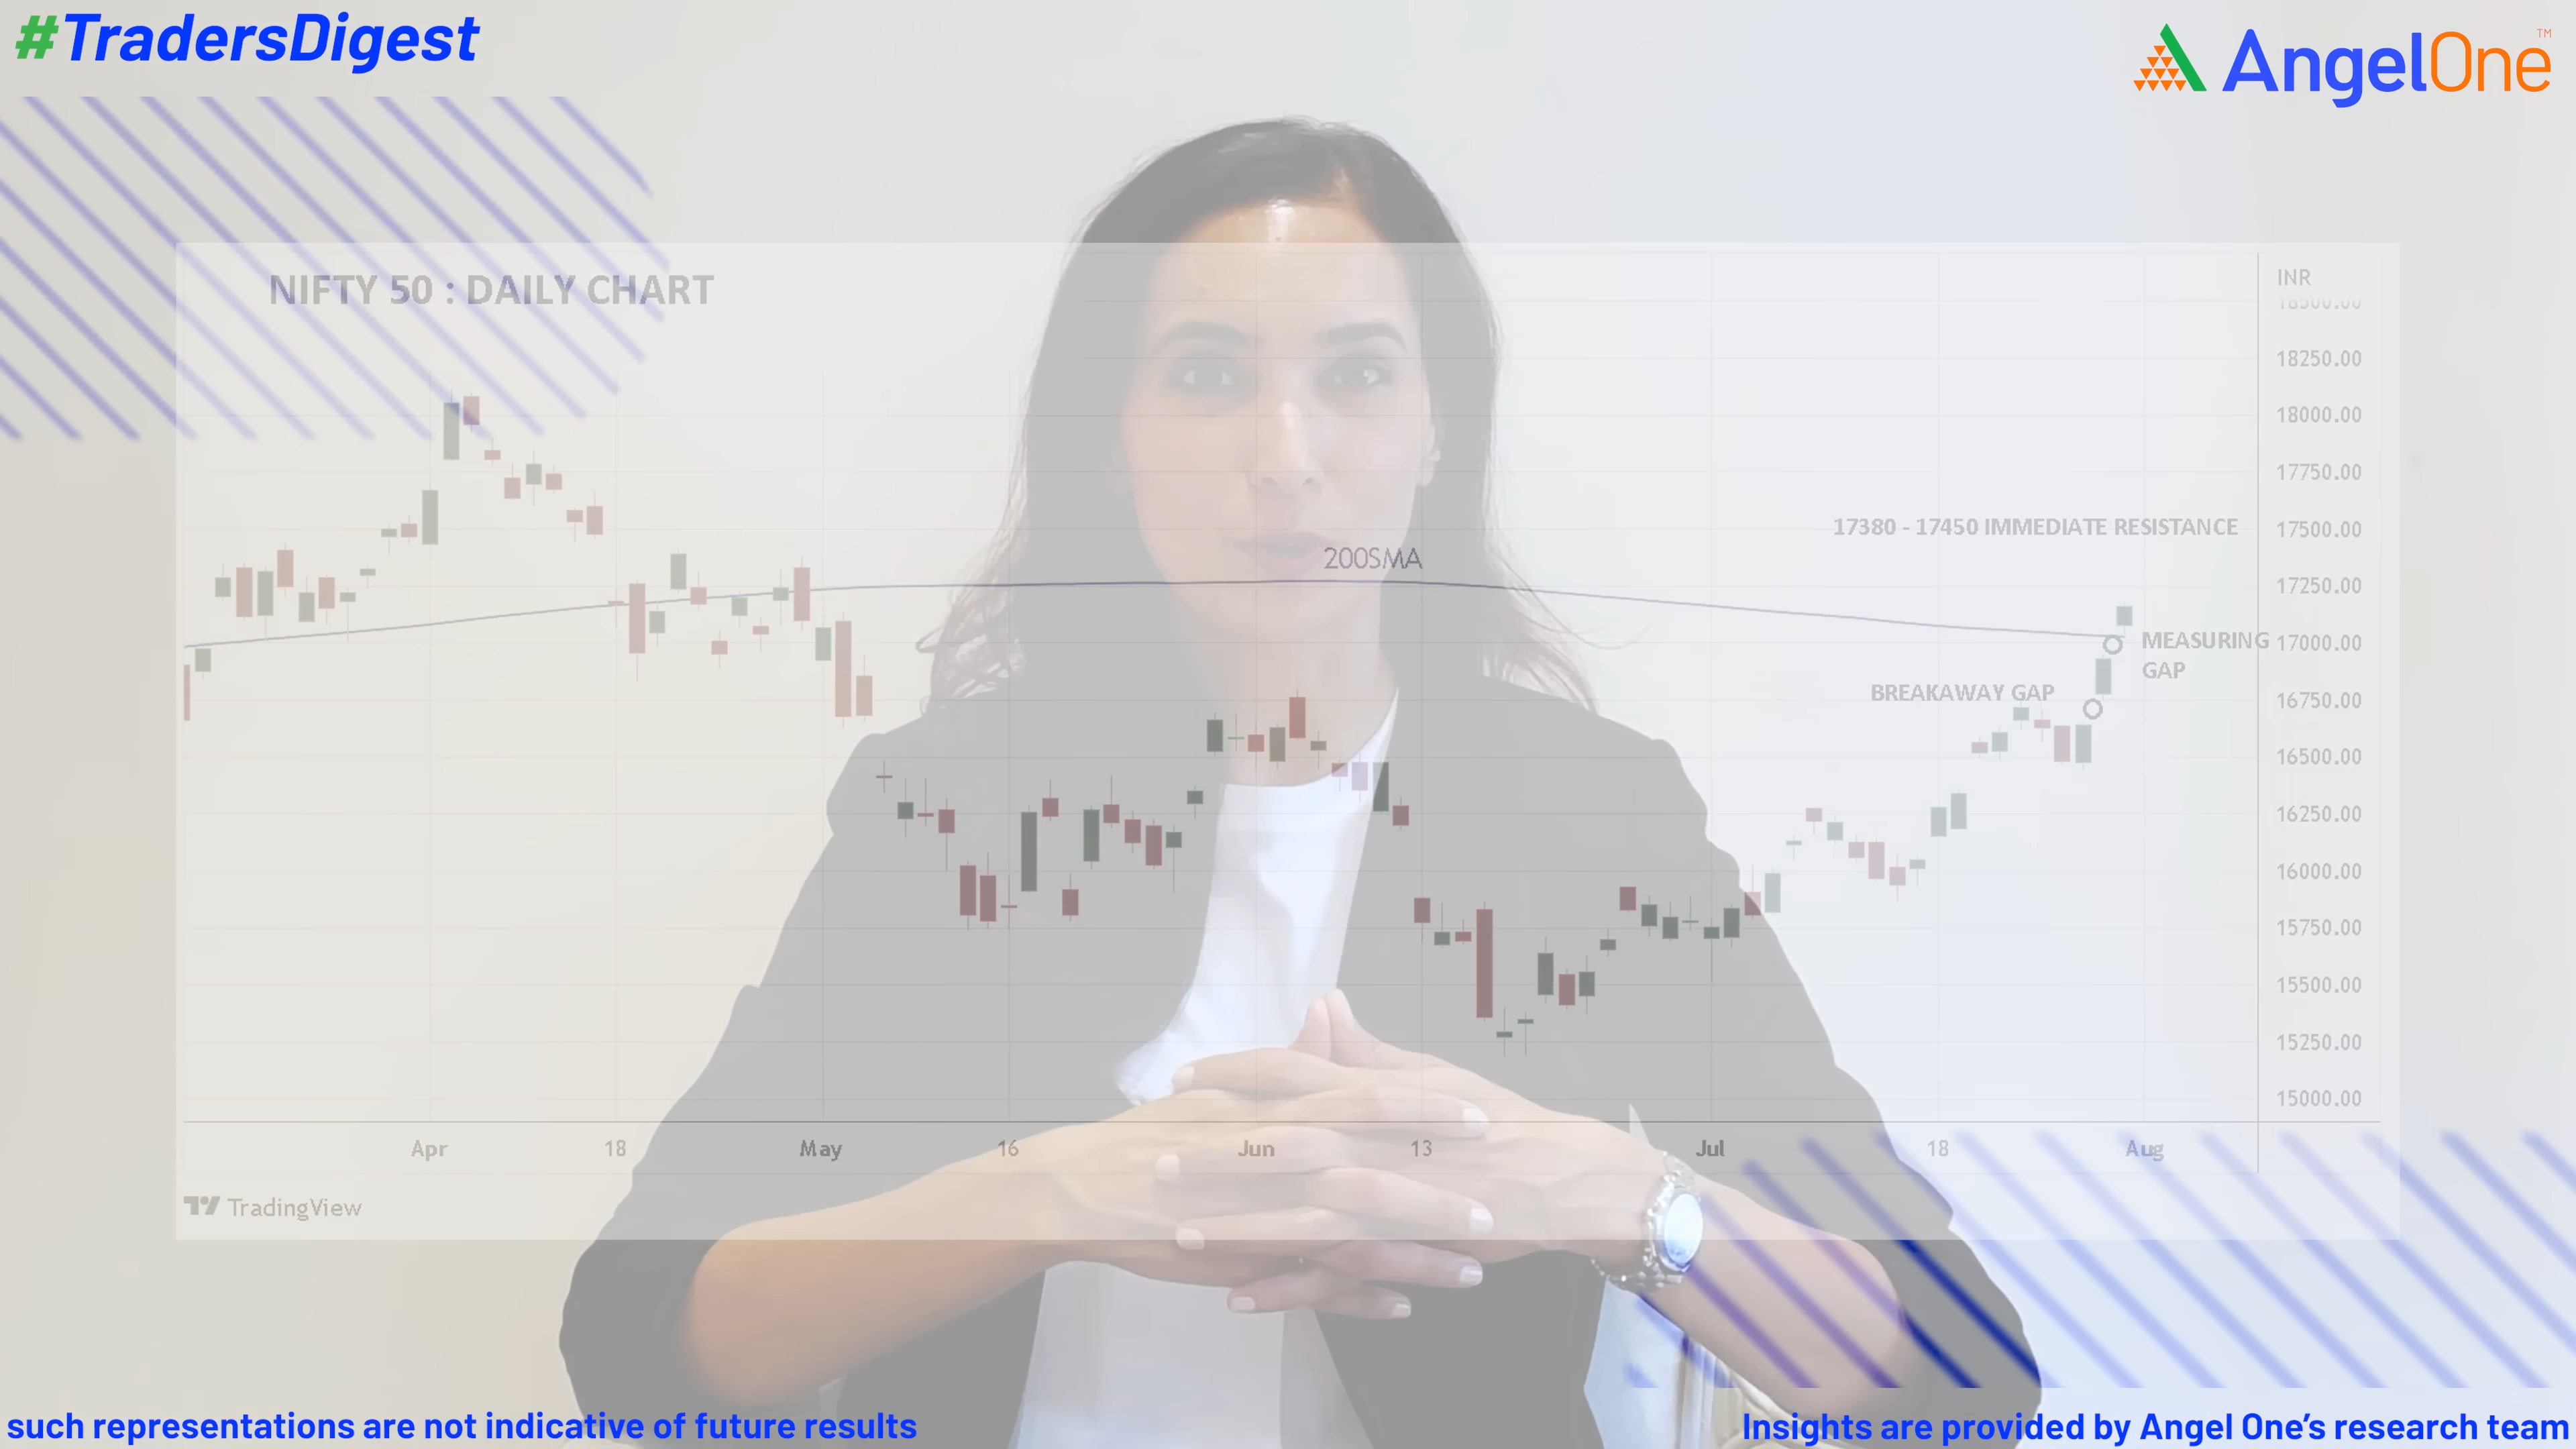 #TradersDigest
AngelOne™
NIFTY 50 : DAILY CHART
INR
18500.00
18250.00
18000.00
17750.00
17380 - 17450 IMMEDIATE RESISTANCE
17500.00
200SMA
17250.00
MEASURING
GAP
17000.00
BREAKAWAY GAP
16750.00
16500.00
16250.00
16000.00
15750.00
15500.00
15250.00
15000.00
Apr
18
May
16
Jun
13
Jul
18
Aug
TradingView
such representations are not indicative of future results
Insights are provided by Angel One's research team